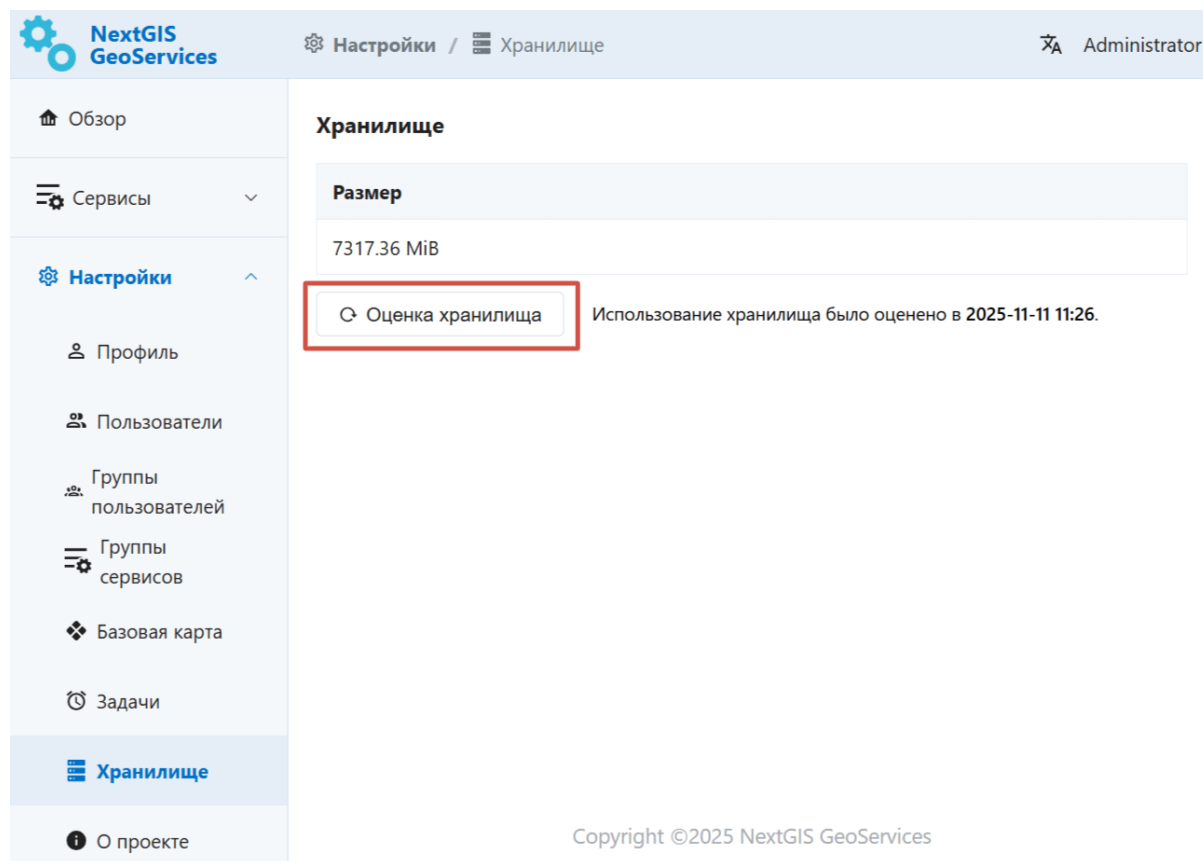 NextGIS
GeoServices
Настройки / Хранилище
Administrator
Обзор
Сервисы
Настройки
Профиль
Пользователи
Группы
пользователей
Группы
сервисов
Базовая карта
Задачи
Хранилище
О проекте
Хранилище
Размер
7317.36 MiB
Оценка хранилища
Использование хранилища было оценено в 2025-11-11 11:26.
Copyright ©2025 NextGIS GeoServices